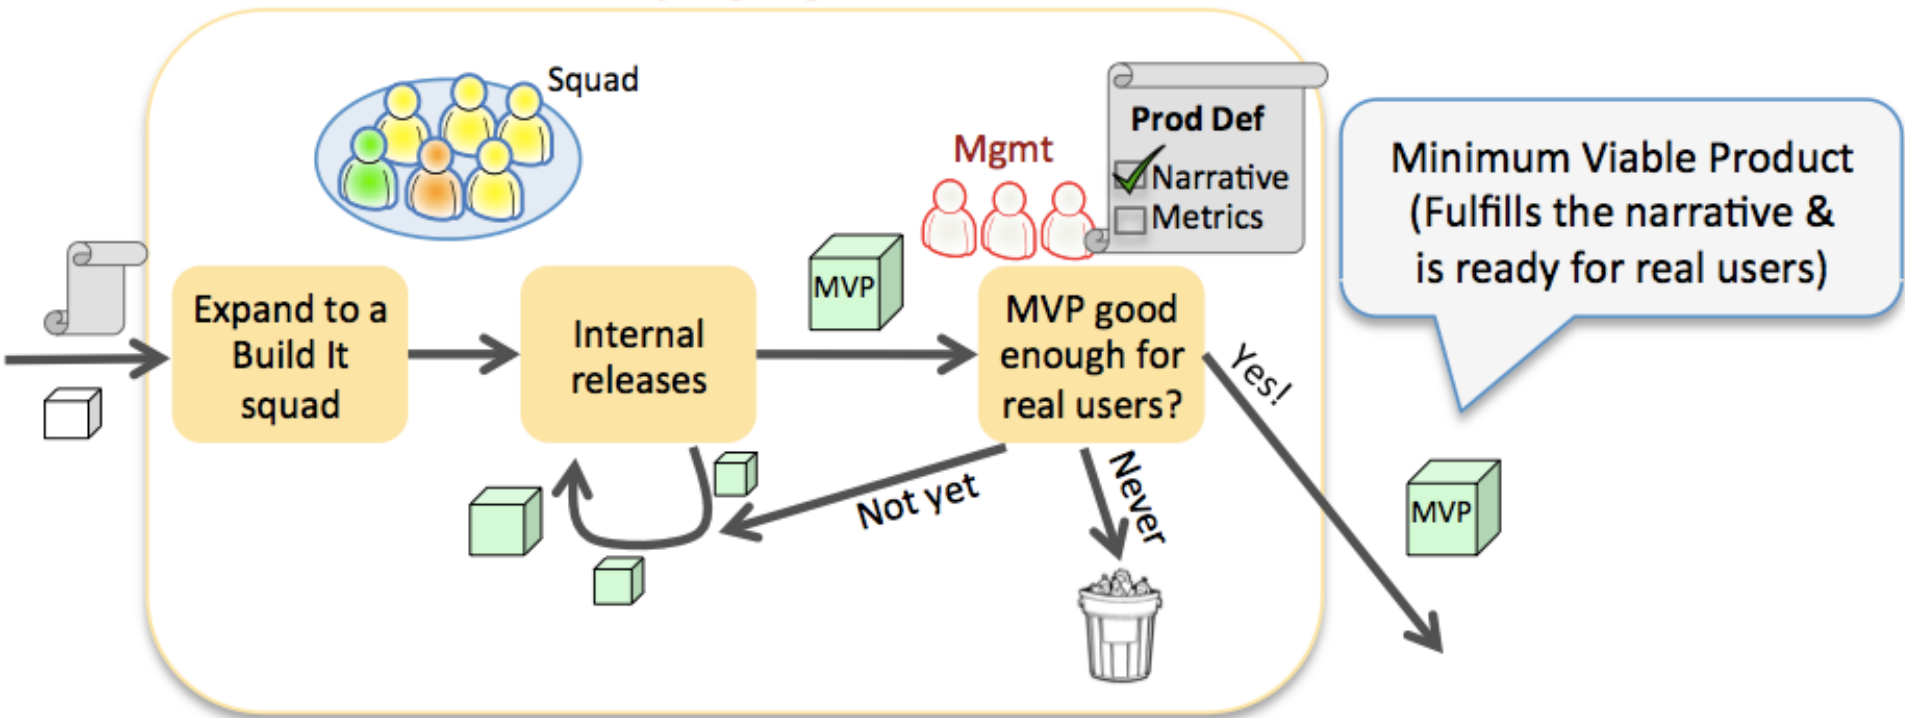 Squad
Mgmt
Prod Def
Narrative
Metrics
Minimum Viable Product
(Fulfills the narrative &
is ready for real users)
Expand to a
Build It
squad
Internal
releases
MVP
MVP good
enough for
real users?
Yes!
Not yet
Never
MVP